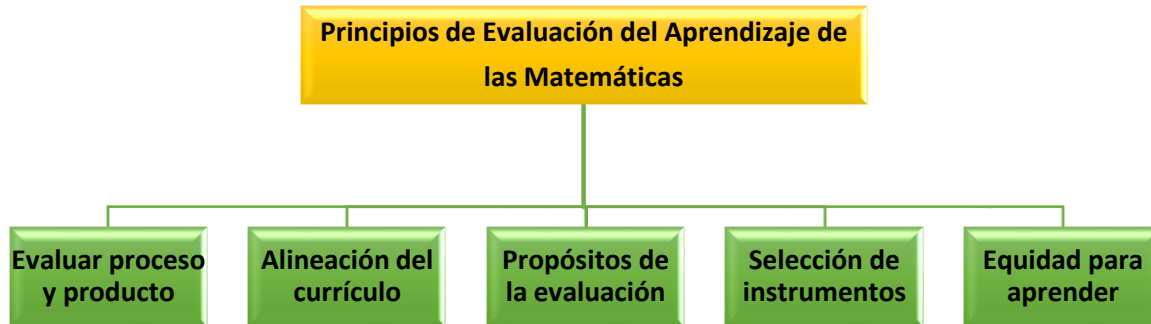 Principios de Evaluación del Aprendizaje de
las Matemáticas
Evaluar proceso
y producto
Alineación del
currículo
Propósitos de
la evaluación
Selección de
instrumentos
Equidad para
aprender